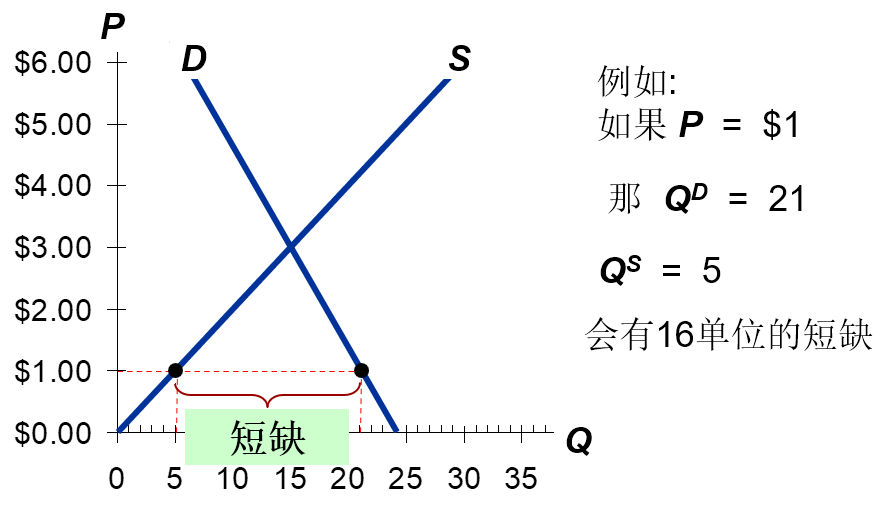 P
D
S
$6.00
$5.00
$4.00
$3.00
$2.00
$1.00
$0.00
0 5 10 15 20 25 30 35
Q
短缺
例如:
如果 P = $1
那 Qᴰ = 21
Qˢ = 5
会有16单位的短缺